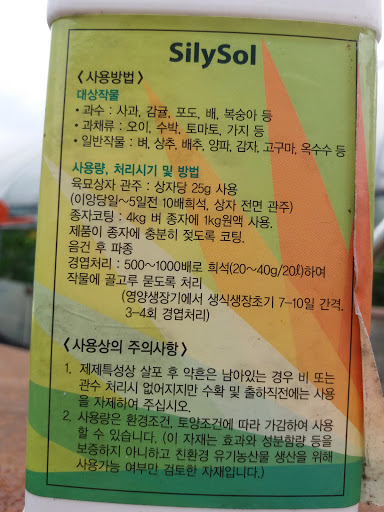 SilySol
< 사용방법 >
대상작물
• 과수 : 사과, 감귤, 포도, 배, 복숭아 등
• 과채류 : 오이, 수박, 토마토, 가지 등
• 일반작물 : 벼, 상추, 배추, 양파, 감자, 고구마, 옥수수 등
사용량, 처리시기 및 방법
육묘상자 관주 : 상자당 25g 사용
(이앙당일~5일전 10배희석, 상자 전면 관주)
종자코팅 : 4kg 벼 종자에 1kg원액 사용.
제품이 종자에 충분히 젖도록 코팅.
음건 후 파종
경엽처리 : 500~1000배로 희석(20~40g/20ℓ)하여
작물에 골고루 묻도록 처리
(영양생장기에서 생식생장초기 7-10일 간격,
3-4회 경엽처리)
< 사용상의 주의사항 >
1. 제제특성상 살포 후 약흔은 남아있는 경우 비 또는
관수 처리시 없어지지만 수확 및 출하직전에는 사용
을 자제하여 주십시오.
2. 사용량은 환경조건, 토양조건에 따라 가감하여 사용
할 수 있습니다. (이 자재는 효과와 성분함량 등을
보증하지 아니하고 친환경 유기농산물 생산을 위해
사용가능 여부만 검토한 자재입니다.)